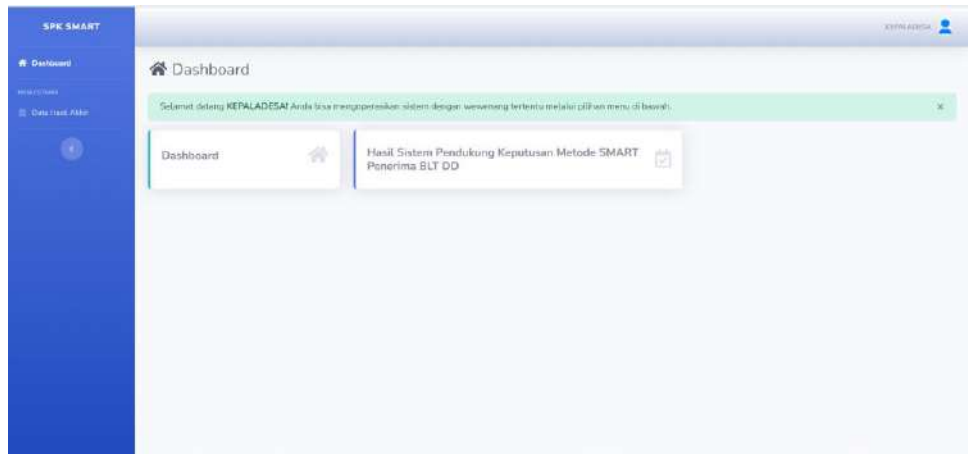 SPK SMART
KEPALADESA
Dashboard
Data Hasil Akhir
Dashboard
Selamat datang KEPALADESA! Anda bisa mengoperasikan sistem dengan wewenang tertentu melalui pilihan menu di bawah.
Dashboard
Hasil Sistem Pendukung Keputusan Metode SMART
Penerima BLT DD